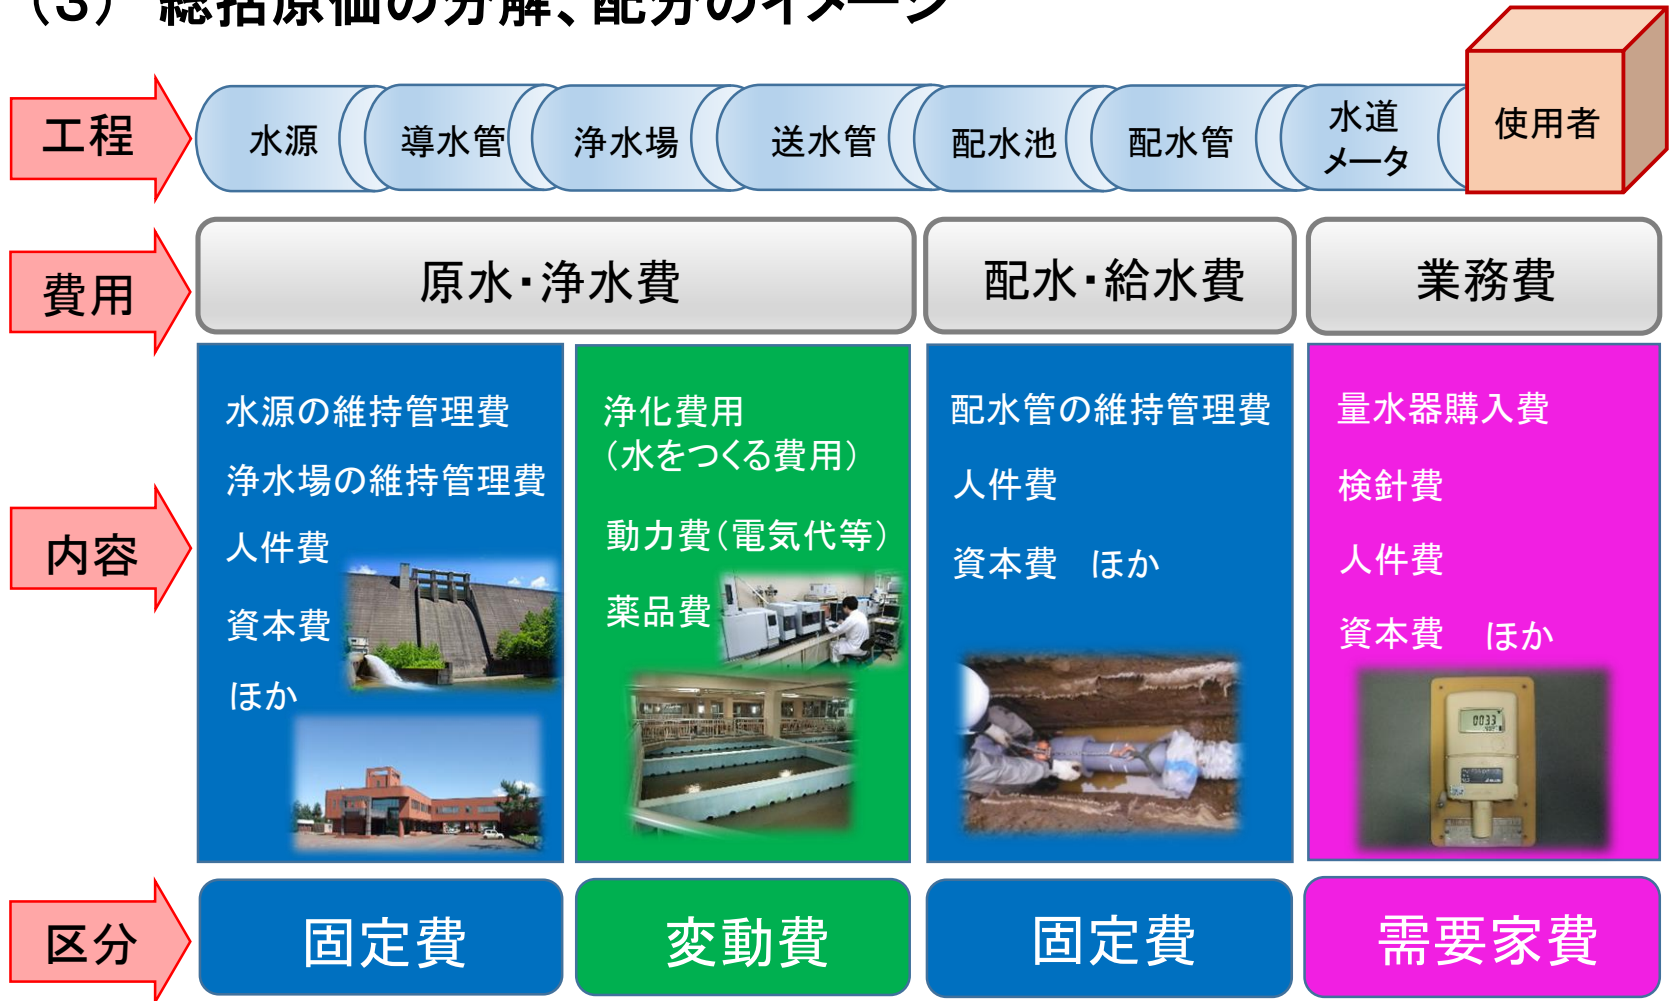 (3) 総括原価の分解、配分のイメージ
工程
水源
導水管
浄水場
送水管
配水池
配水管
水道
メータ
使用者
費用
原水・浄水費
配水・給水費
業務費
内容
水源の維持管理費
浄水場の維持管理費
人件費
資本費
ほか
浄化費用
(水をつくる費用)
動力費(電気代等)
薬品費
配水管の維持管理費
人件費
資本費 ほか
量水器購入費
検針費
人件費
資本費 ほか
0033
区分
固定費
変動費
固定費
需要家費